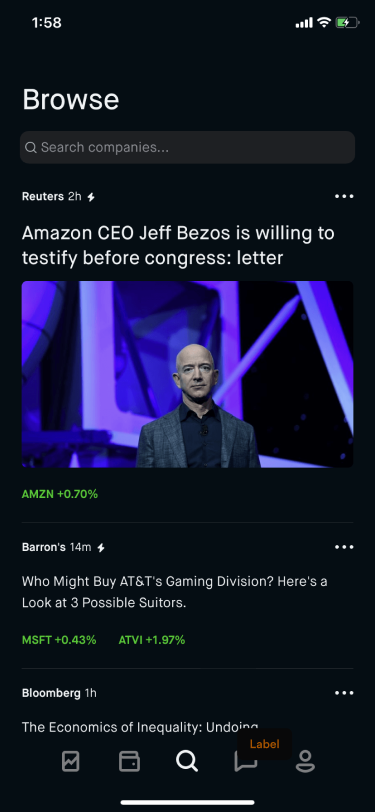 1:58
Browse
Search companies...
Reuters 2h
Amazon CEO Jeff Bezos is willing to
testify before congress: letter
AMZN +0.70%
Barron's 14m
Who Might Buy AT&T's Gaming Division? Here's a
Look at 3 Possible Suitors.
MSFT +0.43% ATVI +1.97%
Bloomberg 1h
The Economics of Inequality: Undoing
Label